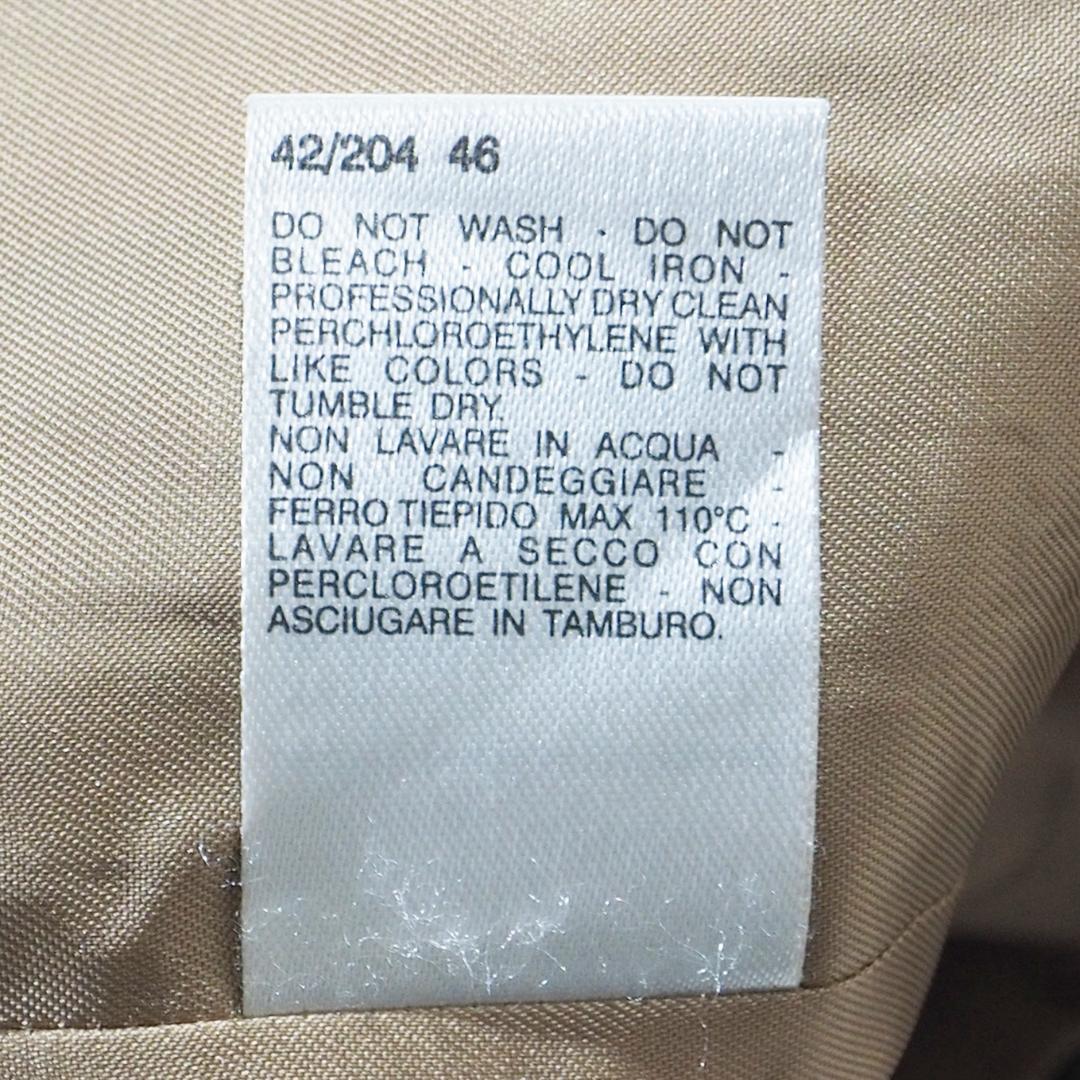 42/204 46
DO NOT WASH - DO NOT
BLEACH - COOL IRON -
PROFESSIONALLY DRY CLEAN
PERCHLOROETHYLENE WITH
LIKE COLORS - DO NOT
TUMBLE DRY.
NON LAVARE IN ACQUA -
NON CANDEGGIARE -
FERRO TIEPIDO MAX 110°C -
LAVARE A SECCO CON
PERCLOROETILENE - NON
ASCIUGARE IN TAMBURO.